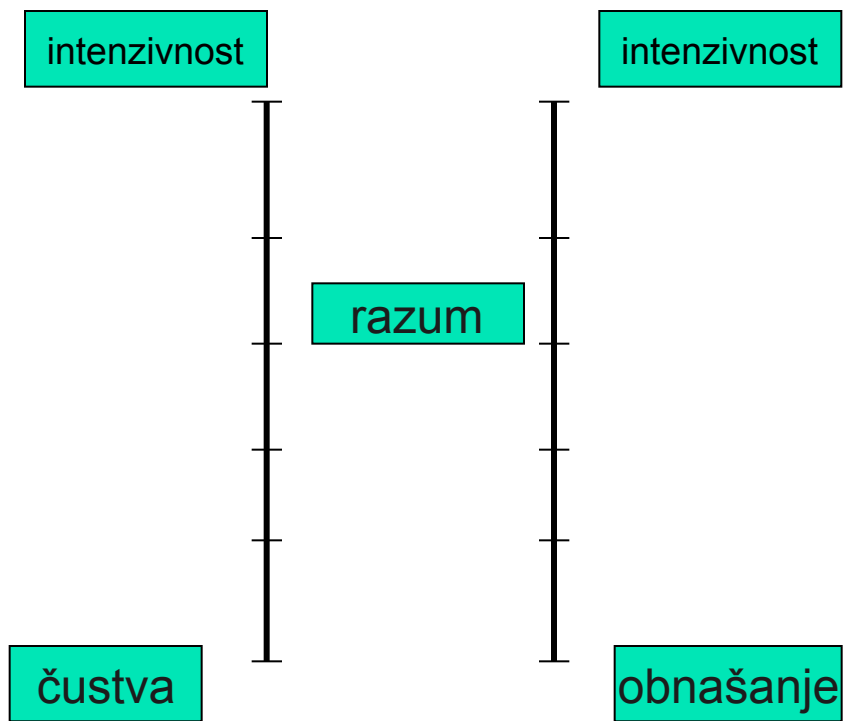 intenzivnost
intenzivnost
razum
čustva
obnašanje